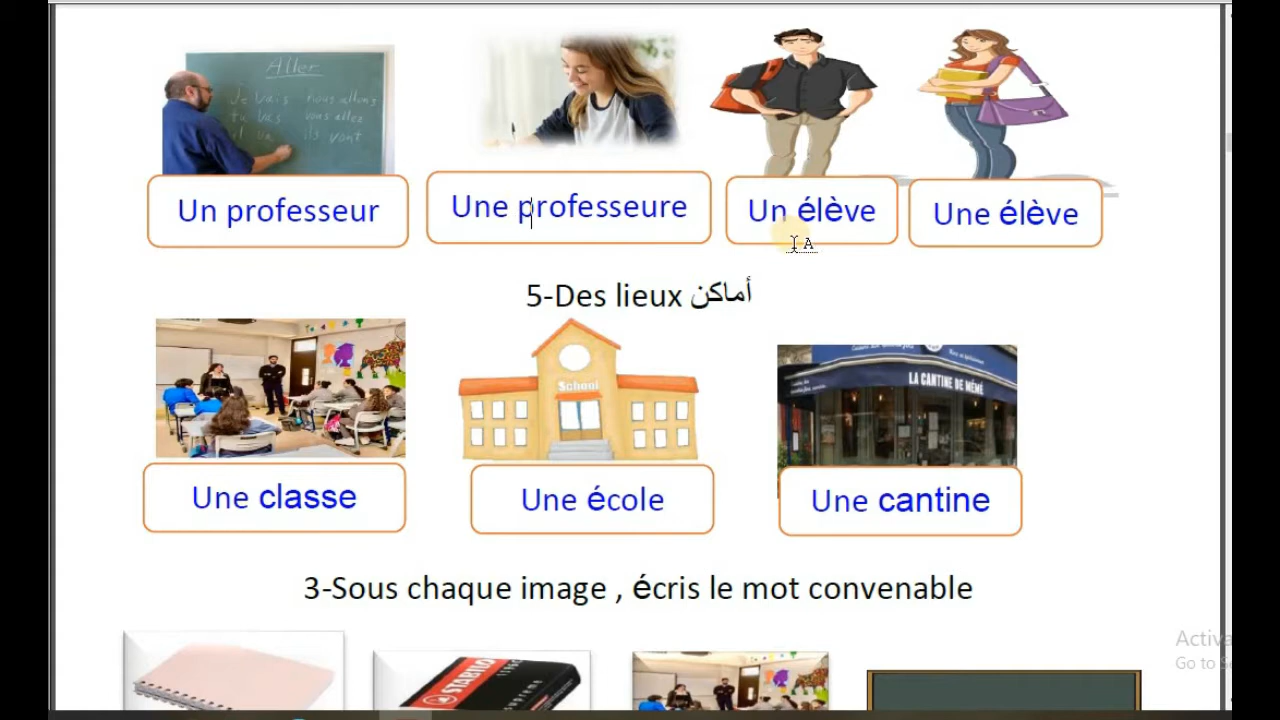 Aller
Je vais nous allons
tu vas vous allez
il va ils vont
Un professeur
Une professeure
Un élève
Une élève
A
5-Des lieux أماكن
School
LA CANTINE DE MÉMÉ
Une classe
Une école
Une cantine
3-Sous chaque image , écris le mot convenable
STABILO
Activa
Go to Se